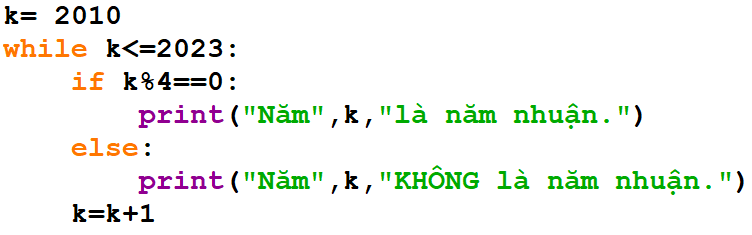 k= 2010
while k<=2023:
    if k%4==0:
        print("Năm",k,"là năm nhuận.")
    else:
        print("Năm",k,"KHÔNG là năm nhuận.")
    k=k+1